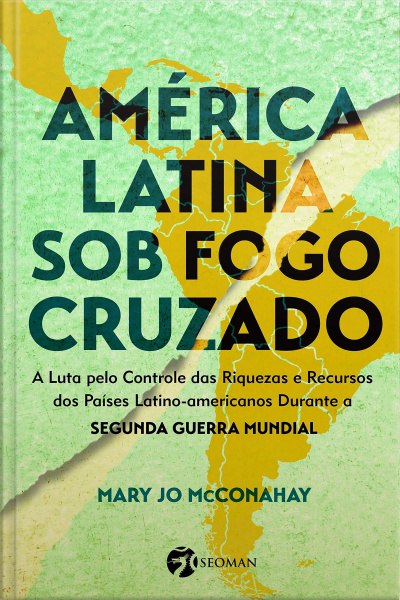 AMÉRICA
LATINA
SOB FOGO
CRUZADO
A Luta pelo Controle das Riquezas e Recursos
dos Países Latino-americanos Durante a
SEGUNDA GUERRA MUNDIAL
MARY JO McCONAHAY
SEOMAN